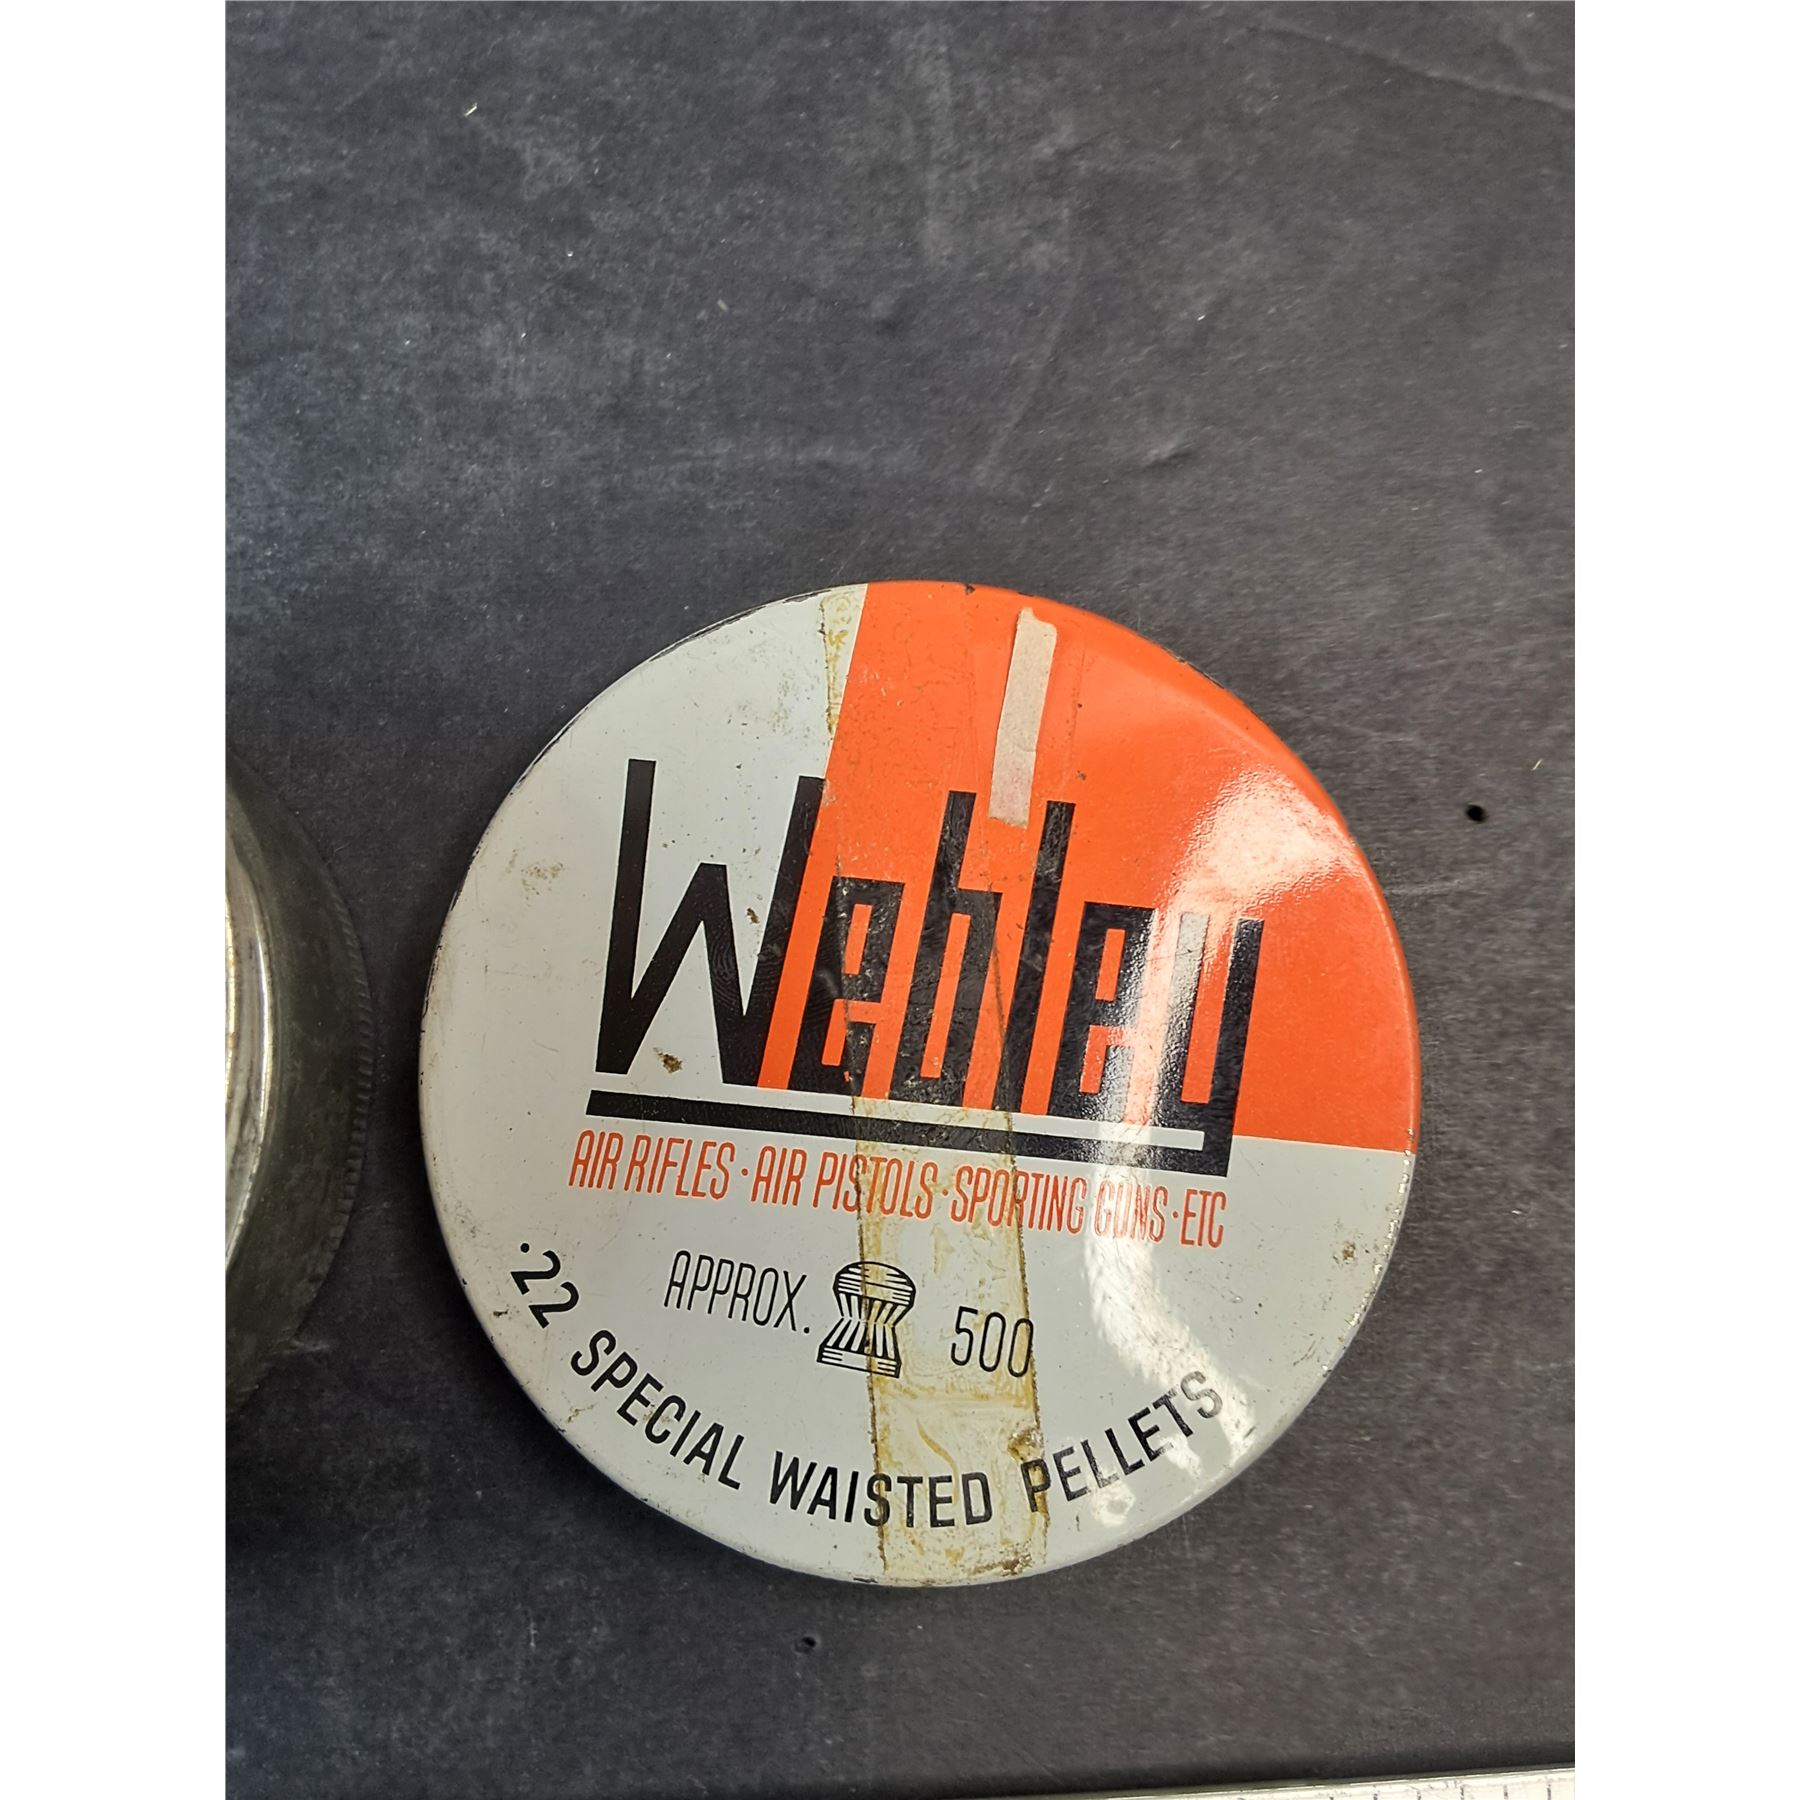 Webley
AIR RIFLES · AIR PISTOLS · SPORTING GUNS · ETC
APPROX. 500
.22 SPECIAL WAISTED PELLETS